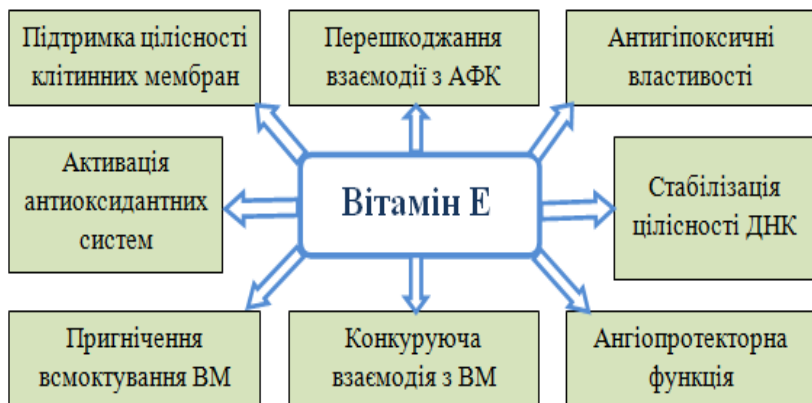 Підтримка цілісності
клітинних мембран
Перешкоджання
взаємодії з АФК
Антигіпоксичні
властивості
Активація
антиоксидантних
систем
Вітамін Е
Стабілізація
цілісності ДНК
Пригнічення
всмоктування ВМ
Конкуруюча
взаємодія з ВМ
Ангіопротекторна
функція